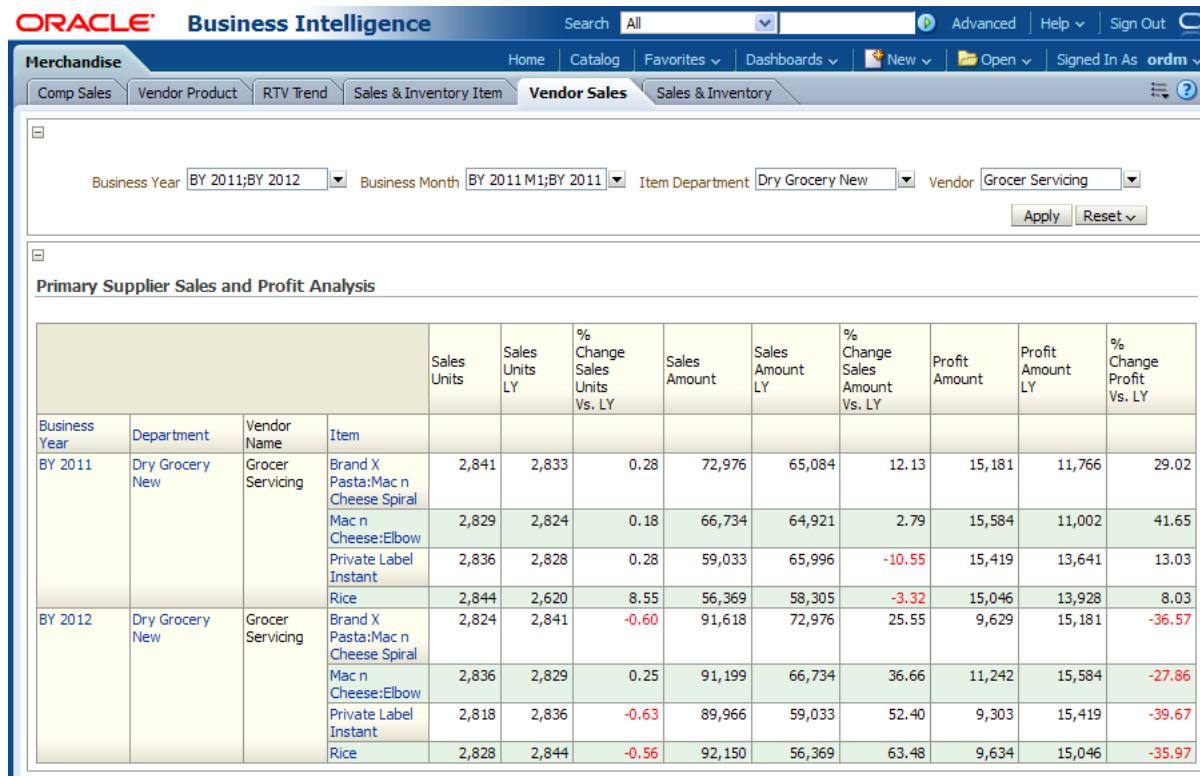 ORACLE Business Intelligence Search All Advanced Help Sign Out
Merchandise Home Catalog Favorites Dashboards New Open Signed In As ordm
Comp Sales Vendor Product RTV Trend Sales & Inventory Item Vendor Sales Sales & Inventory
Business Year BY 2011;BY 2012 Business Month BY 2011 M1;BY 2011 Item Department Dry Grocery New Vendor Grocer Servicing
Apply Reset
Primary Supplier Sales and Profit Analysis
Sales Units
Sales Units LY
% Change Sales Units Vs. LY
Sales Amount
Sales Amount LY
% Change Sales Amount Vs. LY
Profit Amount
Profit Amount LY
% Change Profit Vs. LY
Business Year Department Vendor Name Item
BY 2011 Dry Grocery New Grocer Servicing Brand X Pasta:Mac n Cheese Spiral 2,841 2,833 0.28 72,976 65,084 12.13 15,181 11,766 29.02
Mac n Cheese:Elbow 2,829 2,824 0.18 66,734 64,921 2.79 15,584 11,002 41.65
Private Label Instant 2,836 2,828 0.28 59,033 65,996 -10.55 15,419 13,641 13.03
Rice 2,844 2,620 8.55 56,369 58,305 -3.32 15,046 13,928 8.03
BY 2012 Dry Grocery New Grocer Servicing Brand X Pasta:Mac n Cheese Spiral 2,824 2,841 -0.60 91,618 72,976 25.55 9,629 15,181 -36.57
Mac n Cheese:Elbow 2,836 2,829 0.25 91,199 66,734 36.66 11,242 15,584 -27.86
Private Label Instant 2,818 2,836 -0.63 89,966 59,033 52.40 9,303 15,419 -39.67
Rice 2,828 2,844 -0.56 92,150 56,369 63.48 9,634 15,046 -35.97